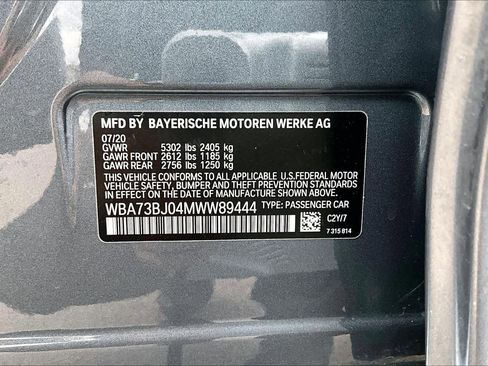 MFD BY BAYERISCHE MOTOREN WERKE AG
07/20
GVWR 5302 lbs 2405 kg
GAWR FRONT 2612 lbs 1185 kg
GAWR REAR 2756 lbs 1250 kg
THIS VEHICLE CONFORMS TO ALL APPLICABLE U.S.FEDERAL MOTOR
VEHICLE SAFETY, BUMPER AND THEFT PREVENTION STANDARDS
IN EFFECT ON THE DATE OF MANUFACTURE SHOWN ABOVE.
WBA73BJ04MWW89444 TYPE: PASSENGER CAR
C2Y/7
7 315 814